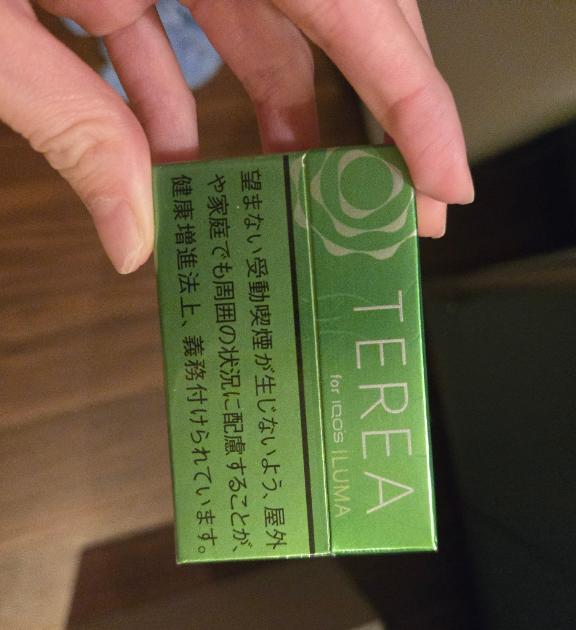 TEREA
for IQOS ILUMA
望まない受動喫煙が生じないよう、屋外
や家庭でも周囲の状況に配慮することが、
健康増進法上、義務付けられています。